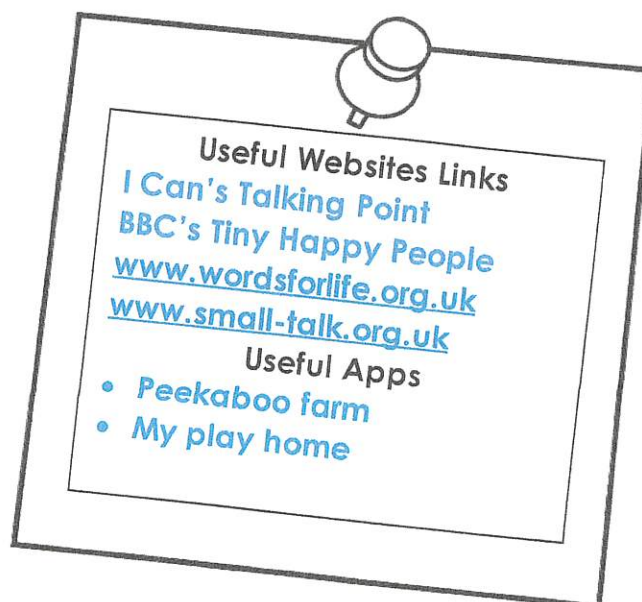 Useful Websites Links
I Can's Talking Point
BBC's Tiny Happy People
www.wordsforlife.org.uk
www.small-talk.org.uk
Useful Apps
• Peekaboo farm
• My play home